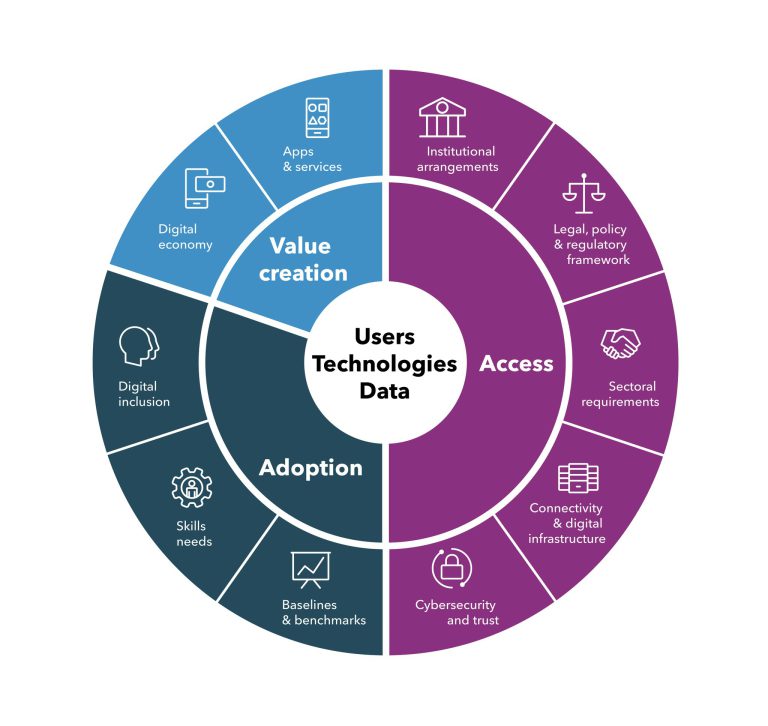 Apps
& services
Institutional
arrangements
Digital
economy
Legal, policy
& regulatory
framework
Value
creation
Users
Technologies
Data
Access
Digital
inclusion
Sectoral
requirements
Adoption
Skills
needs
Connectivity
& digital
infrastructure
Baselines
& benchmarks
Cybersecurity
and trust